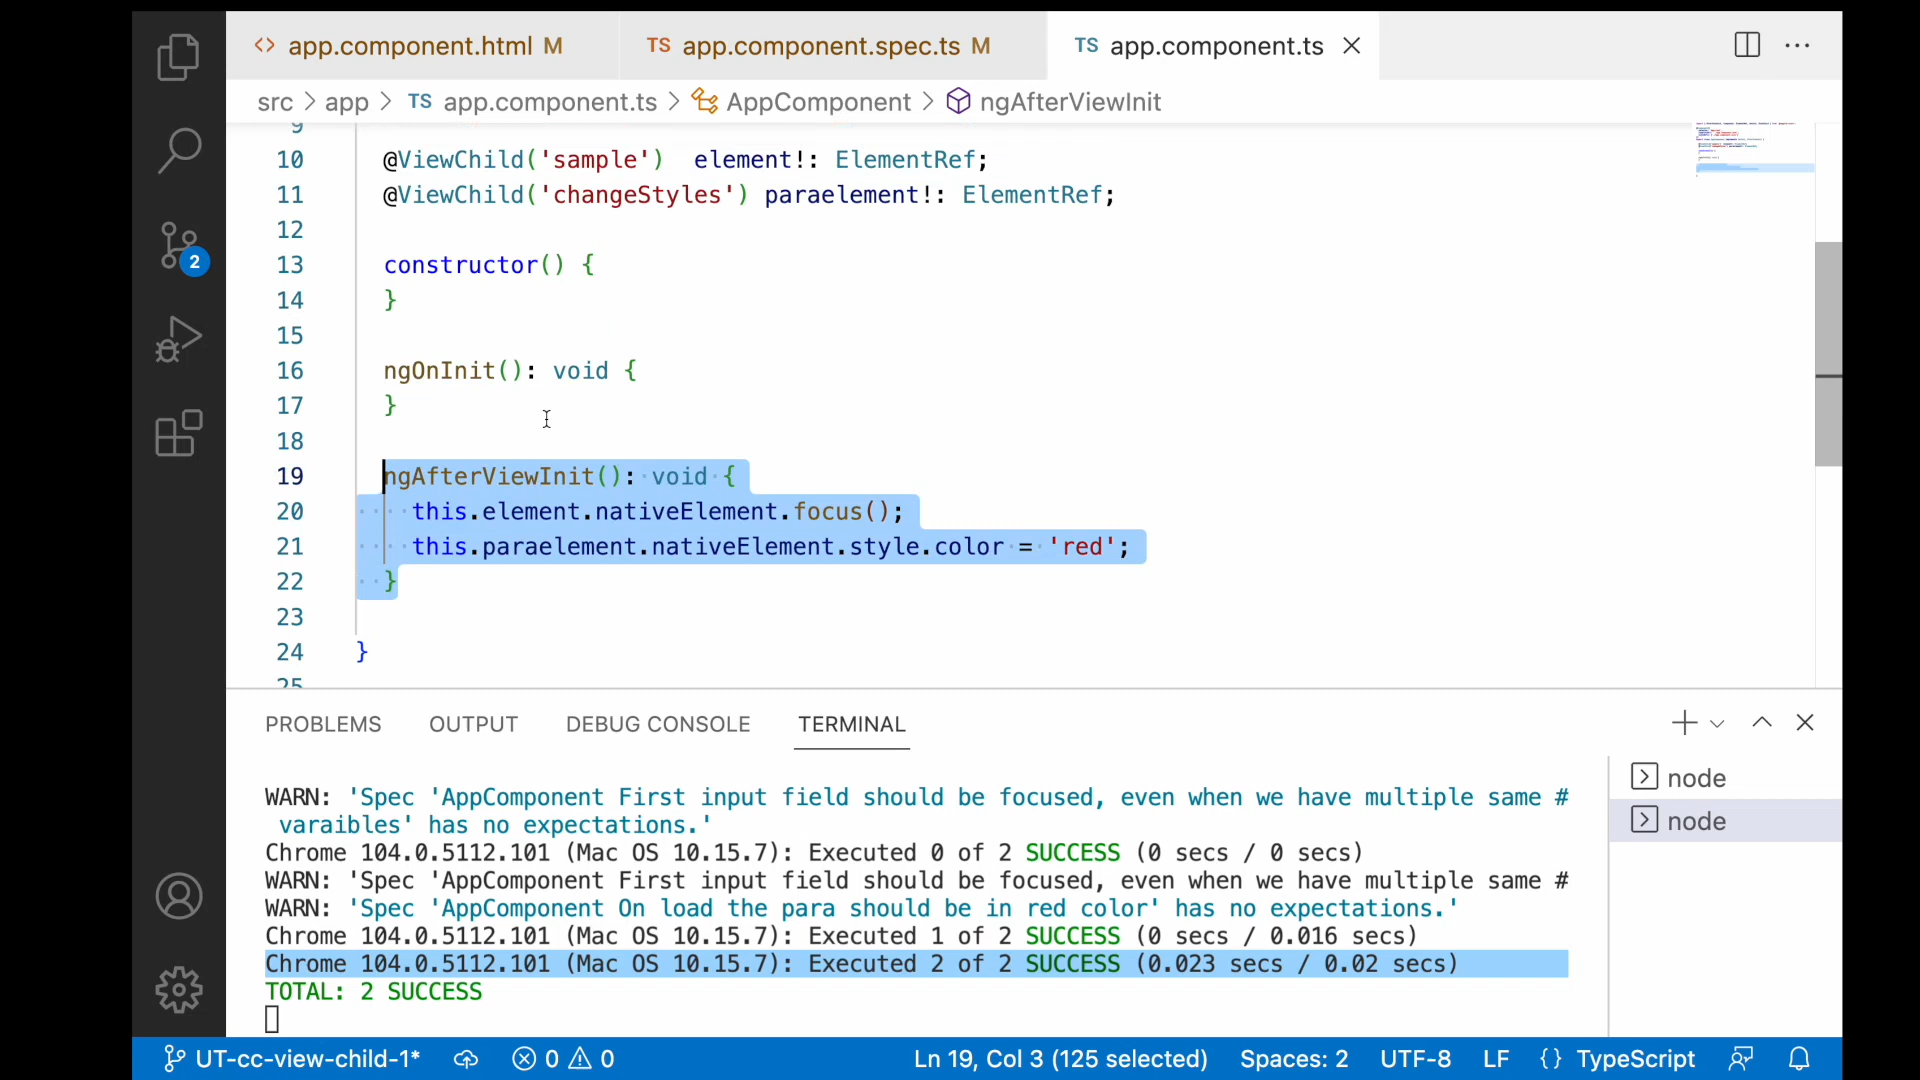 <> app.component.html M TS app.component.spec.ts M TS app.component.ts
src > app > TS app.component.ts > AppComponent > ngAfterViewInit
9
10 @ViewChild('sample')  element!: ElementRef;
11 @ViewChild('changeStyles') paraelement!: ElementRef;
12
13 constructor() {
14 }
15
16 ngOnInit(): void {
17 }
18
19 ngAfterViewInit(): void {
20 this.element.nativeElement.focus();
21 this.paraelement.nativeElement.style.color = 'red';
22 }
23
24 }
25
2
PROBLEMS OUTPUT DEBUG CONSOLE TERMINAL
WARN: 'Spec 'AppComponent First input field should be focused, even when we have multiple same #
varaibles' has no expectations.'
Chrome 104.0.5112.101 (Mac OS 10.15.7): Executed 0 of 2 SUCCESS (0 secs / 0 secs)
WARN: 'Spec 'AppComponent First input field should be focused, even when we have multiple same #
WARN: 'Spec 'AppComponent On load the para should be in red color' has no expectations.'
Chrome 104.0.5112.101 (Mac OS 10.15.7): Executed 1 of 2 SUCCESS (0 secs / 0.016 secs)
Chrome 104.0.5112.101 (Mac OS 10.15.7): Executed 2 of 2 SUCCESS (0.023 secs / 0.02 secs)
TOTAL: 2 SUCCESS
node
node
UT-cc-view-child-1* 0 0 Ln 19, Col 3 (125 selected) Spaces: 2 UTF-8 LF {} TypeScript